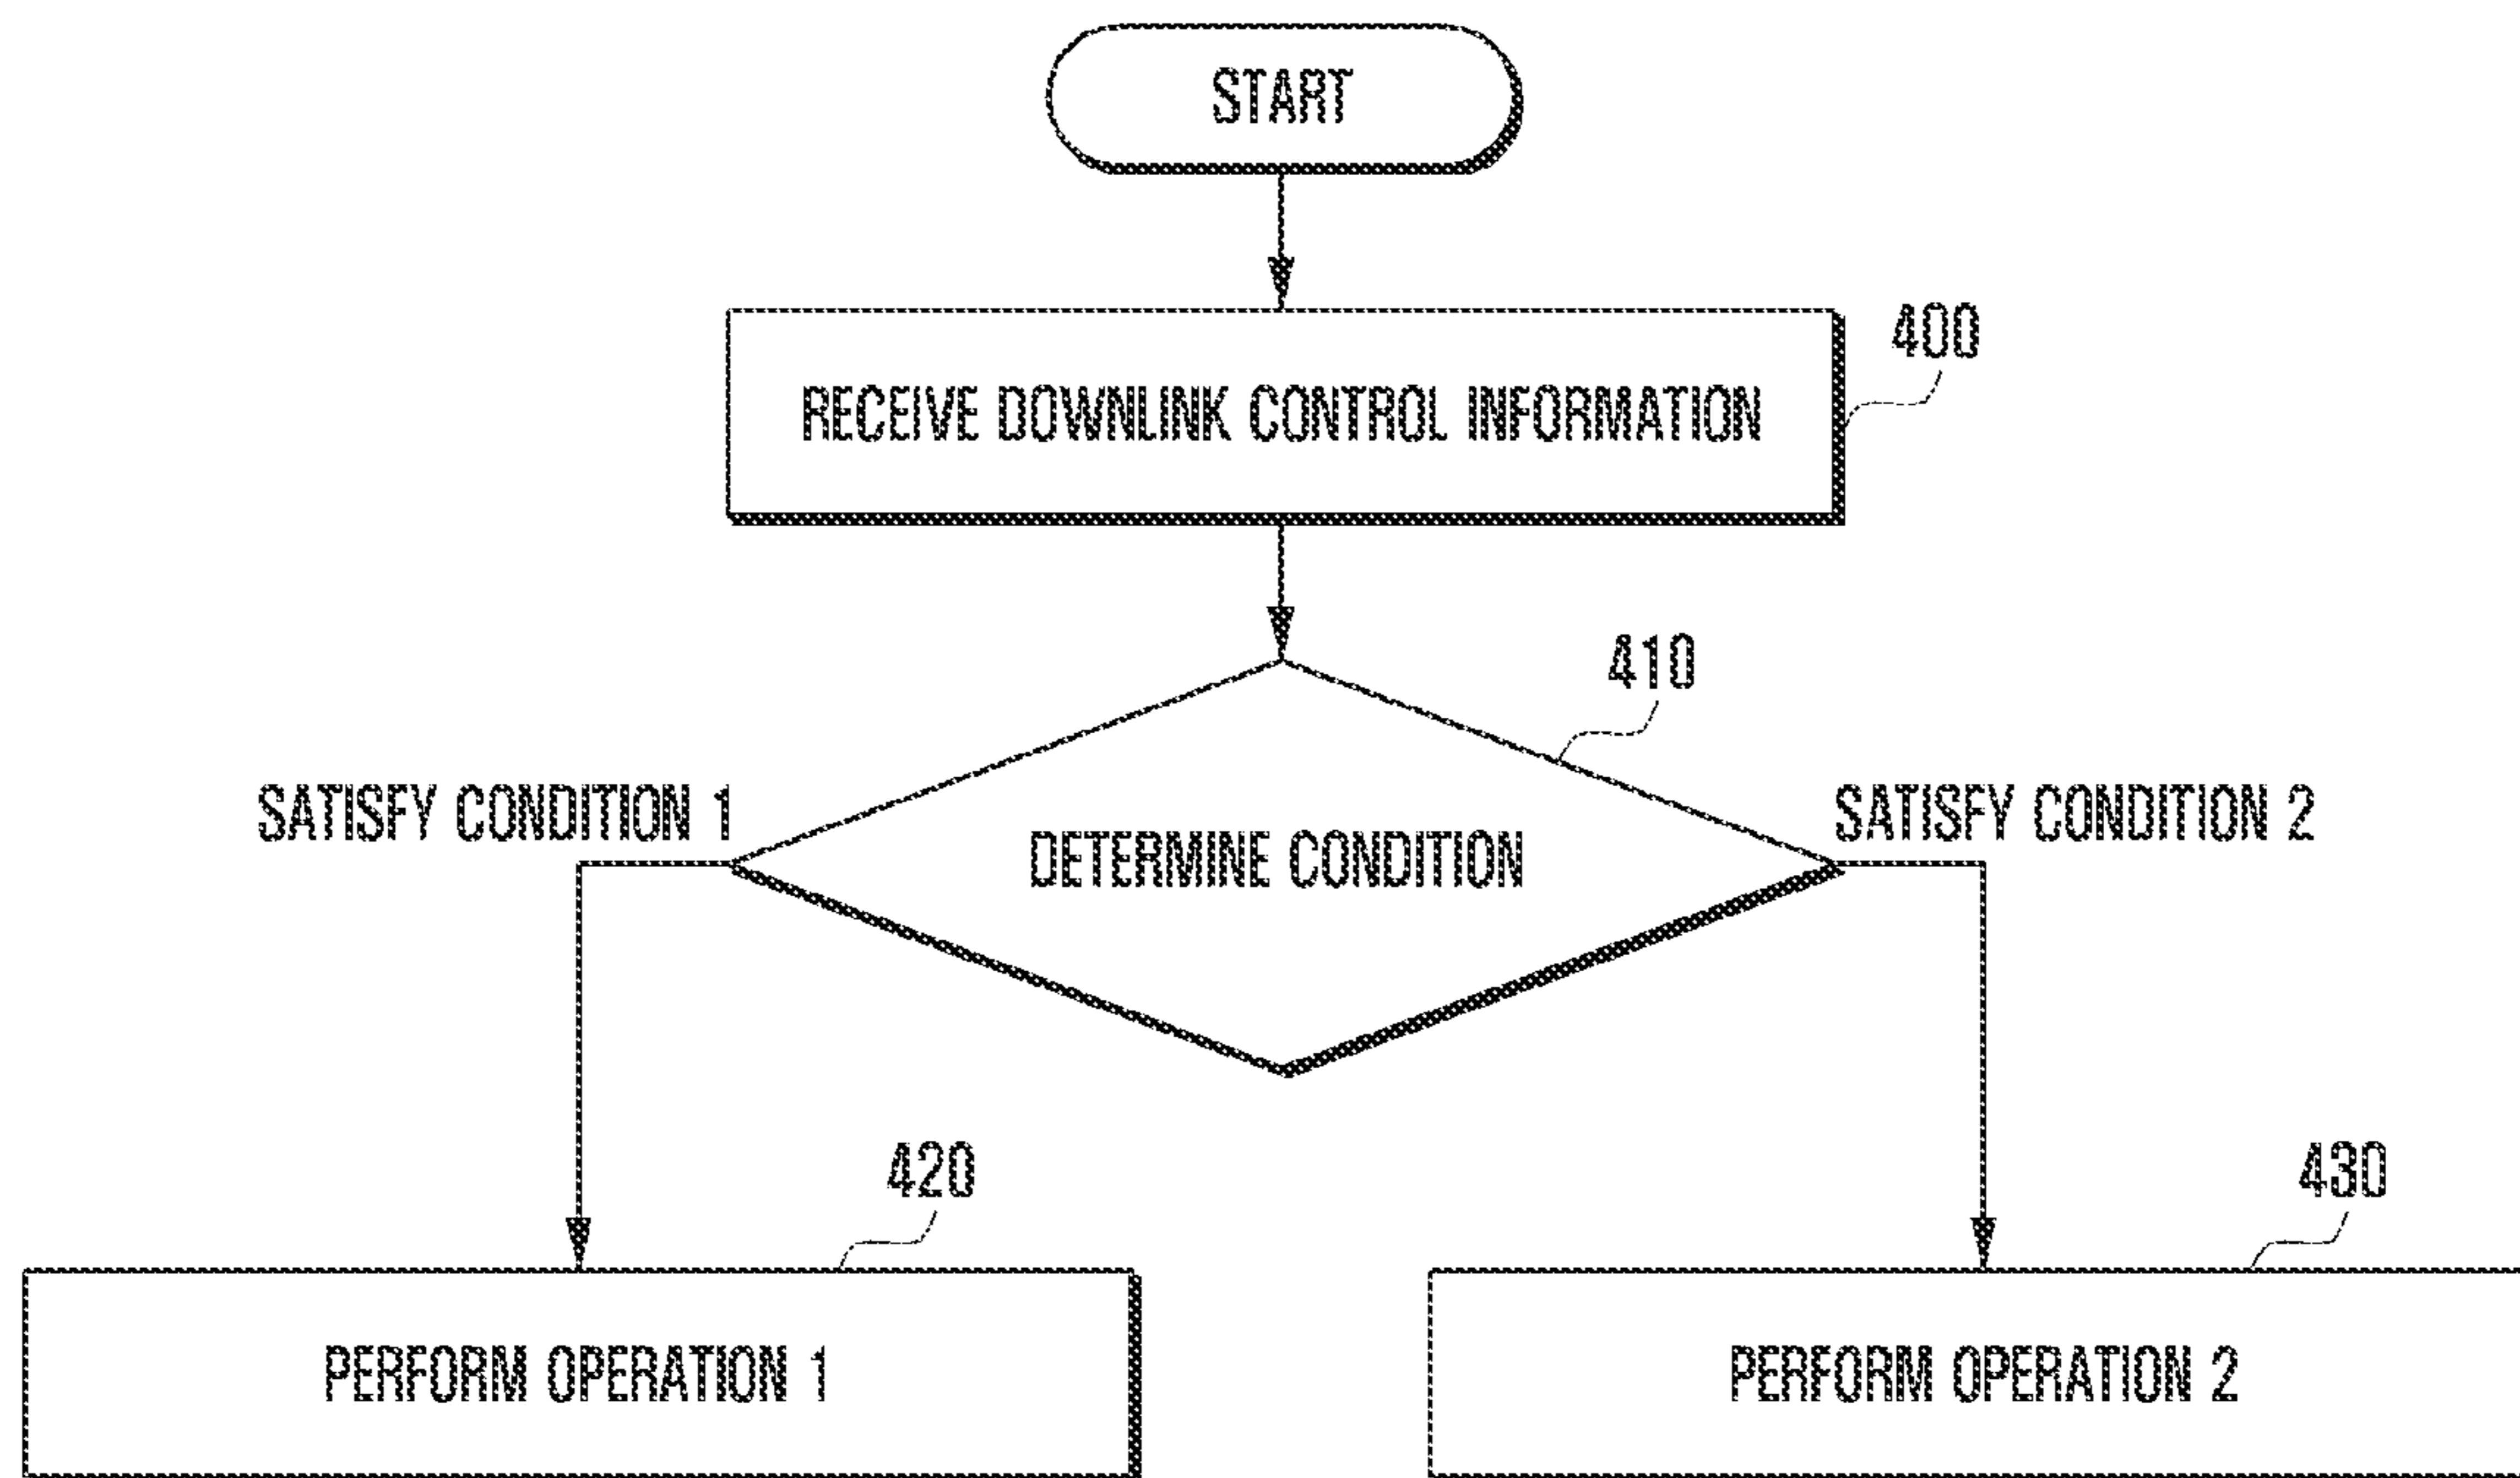 START
RECEIVE DOWNLINK CONTROL INFORMATION
400
410
SATISFY CONDITION 1
DETERMINE CONDITION
SATISFY CONDITION 2
420
430
PERFORM OPERATION 1
PERFORM OPERATION 2